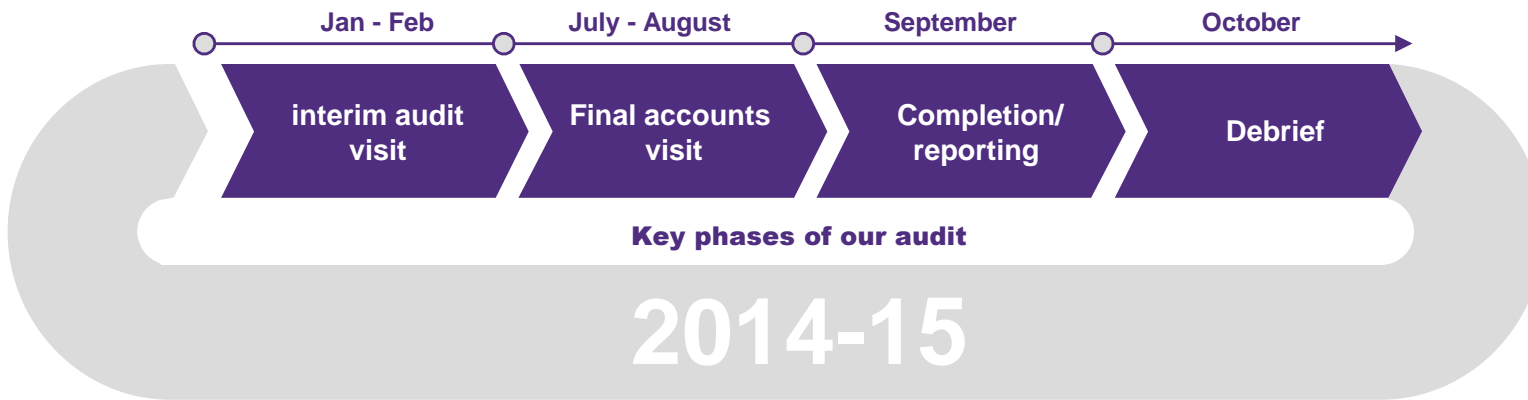 Jan - Feb
July - August
September
October
interim audit
visit
Final accounts
visit
Completion/
reporting
Debrief
Key phases of our audit
2014-15